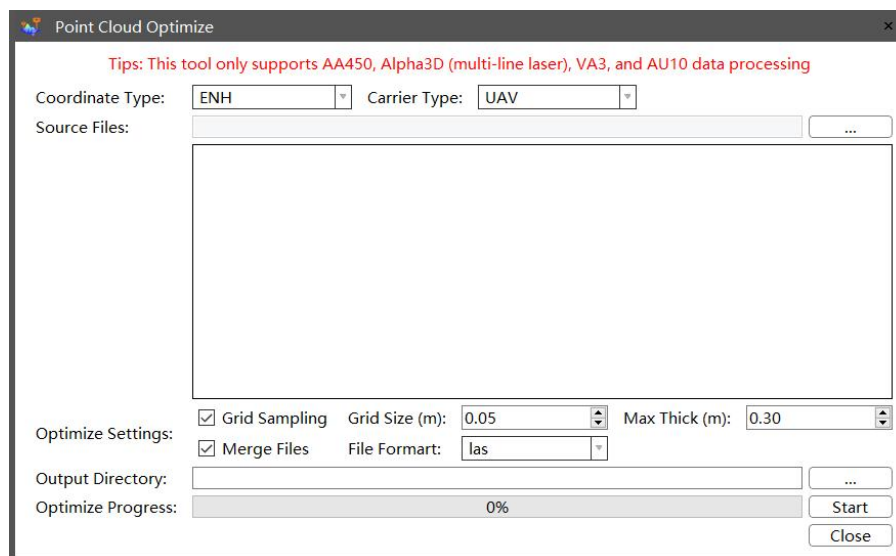 Point Cloud Optimize
Tips: This tool only supports AA450, Alpha3D (multi-line laser), VA3, and AU10 data processing
Coordinate Type: ENH Carrier Type: UAV
Source Files: ...
Optimize Settings:
Grid Sampling Grid Size (m): 0.05 Max Thick (m): 0.30
Merge Files File Formart: las
Output Directory: ...
Optimize Progress: 0% Start
Close